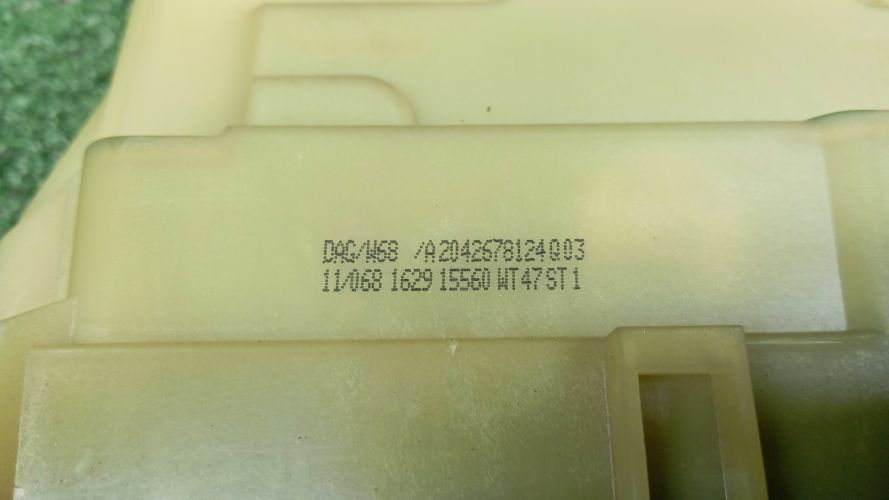 DAG/W68 /A2042678124Q03
11/068 1629 15560 WT47ST1